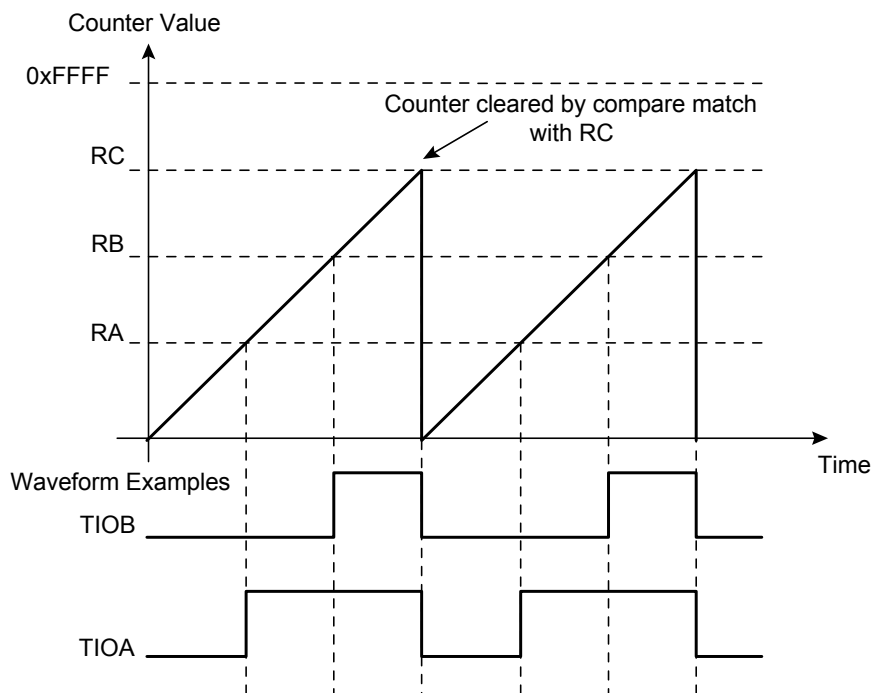 Counter Value
0xFFFF
Counter cleared by compare match
with RC
RC
RB
RA
Time
Waveform Examples
TIOB
TIOA